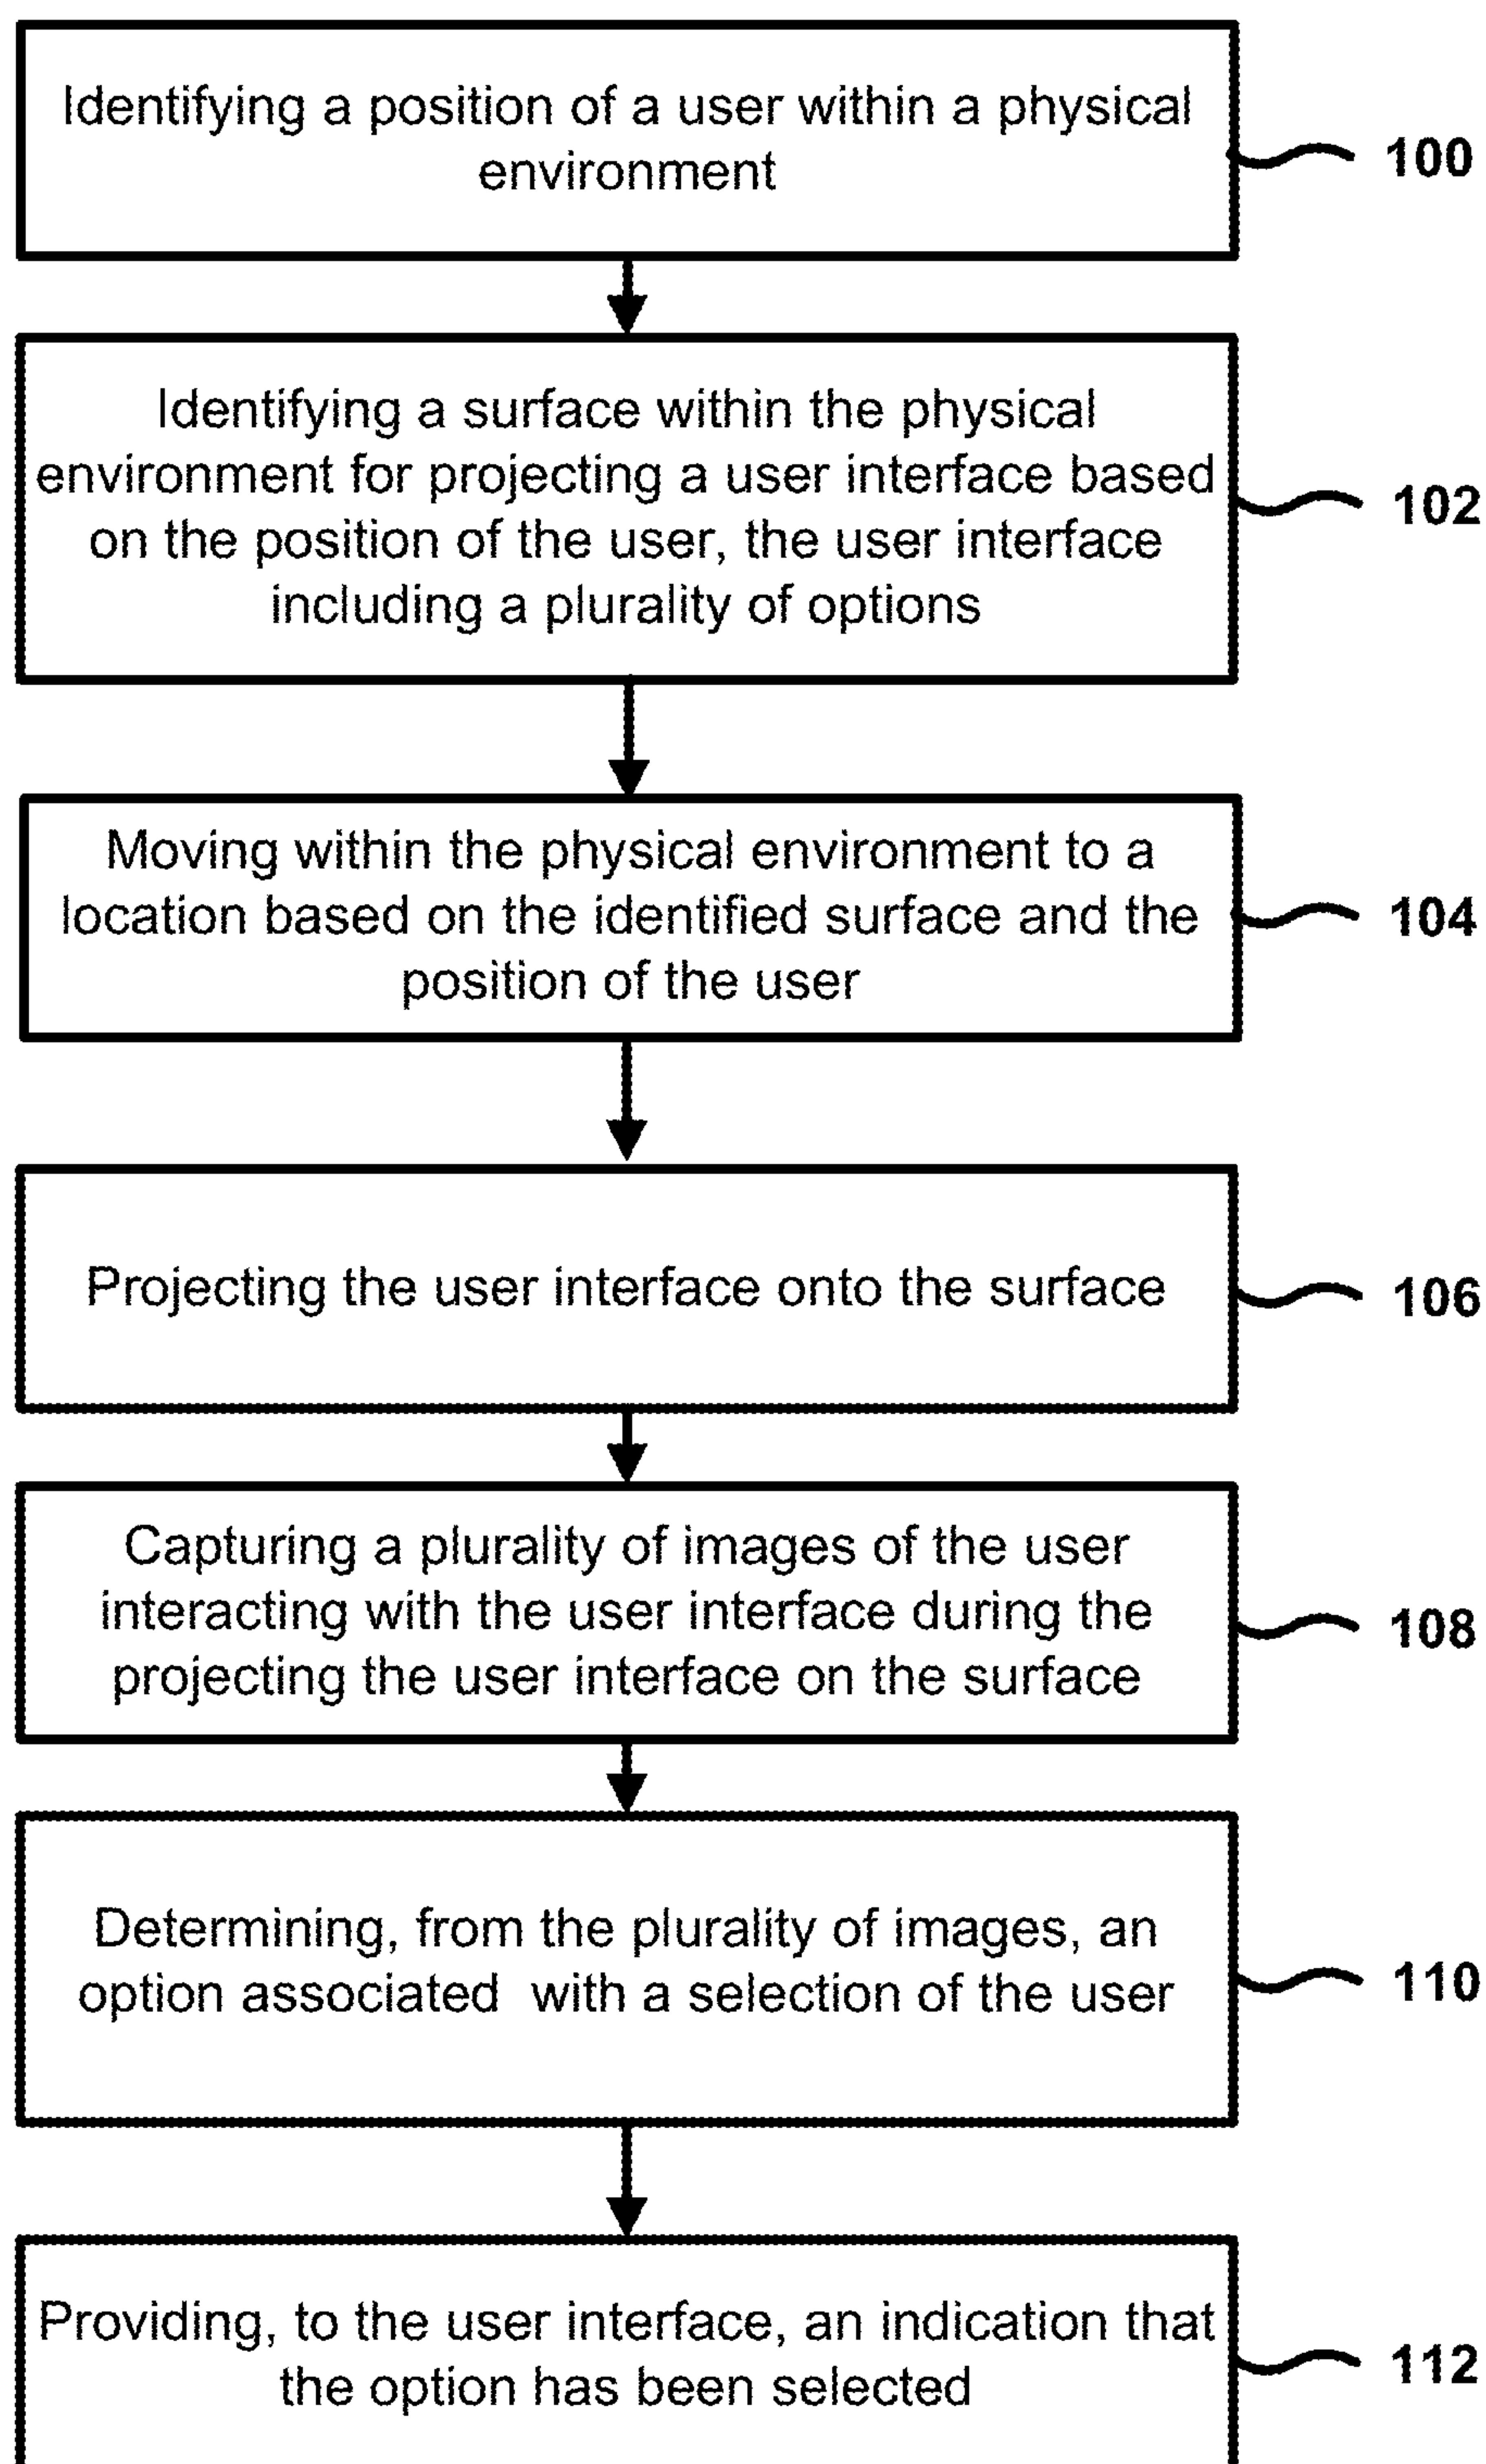 Identifying a position of a user within a physical
environment
100
Identifying a surface within the physical
environment for projecting a user interface based
on the position of the user, the user interface
including a plurality of options
102
Moving within the physical environment to a
location based on the identified surface and the
position of the user
104
Projecting the user interface onto the surface
106
Capturing a plurality of images of the user
interacting with the user interface during the
projecting the user interface on the surface
108
Determining, from the plurality of images, an
option associated with a selection of the user
110
Providing, to the user interface, an indication that
the option has been selected
112